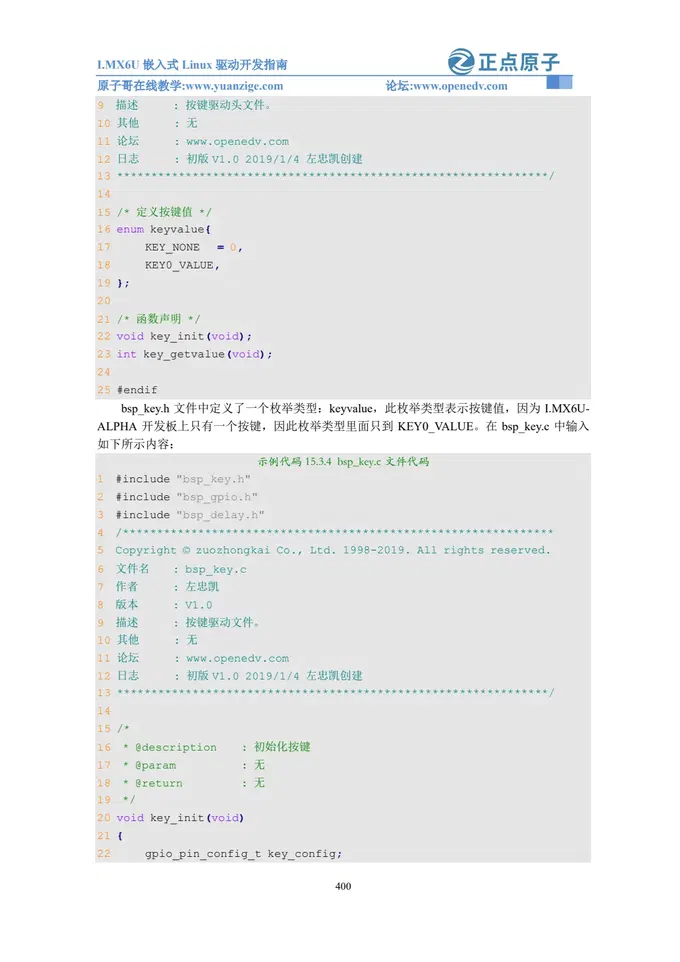 I.MX6U 嵌入式 Linux 驱动开发指南
正点原子
原子哥在线教学:www.yuanzige.com 论坛:www.openedv.com
9 描述 : 按键驱动头文件。
10 其他 : 无
11 论坛 : www.openedv.com
12 日志 : 初版 V1.0 2019/1/4 左忠凯创建
13 ***************************************************************/
14
15 /* 定义按键值 */
16 enum keyvalue{
17 KEY_NONE = 0,
18 KEY0_VALUE,
19 };
20
21 /* 函数声明 */
22 void key_init(void);
23 int key_getvalue(void);
24
25 #endif
bsp_key.h 文件中定义了一个枚举类型：keyvalue，此枚举类型表示按键值，因为 I.MX6U-
ALPHA 开发板上只有一个按键，因此枚举类型里面只到 KEY0_VALUE。在 bsp_key.c 中输入
如下所示内容：
示例代码 15.3.4 bsp_key.c 文件代码
1 #include "bsp_key.h"
2 #include "bsp_gpio.h"
3 #include "bsp_delay.h"
4 /***************************************************************
5 Copyright © zuozhongkai Co., Ltd. 1998-2019. All rights reserved.
6 文件名 : bsp_key.c
7 作者 : 左忠凯
8 版本 : V1.0
9 描述 : 按键驱动文件。
10 其他 : 无
11 论坛 : www.openedv.com
12 日志 : 初版 V1.0 2019/1/4 左忠凯创建
13 ***************************************************************/
14
15 /*
16 * @description : 初始化按键
17 * @param : 无
18 * @return : 无
19 */
20 void key_init(void)
21 {
22 gpio_pin_config_t key_config;
400